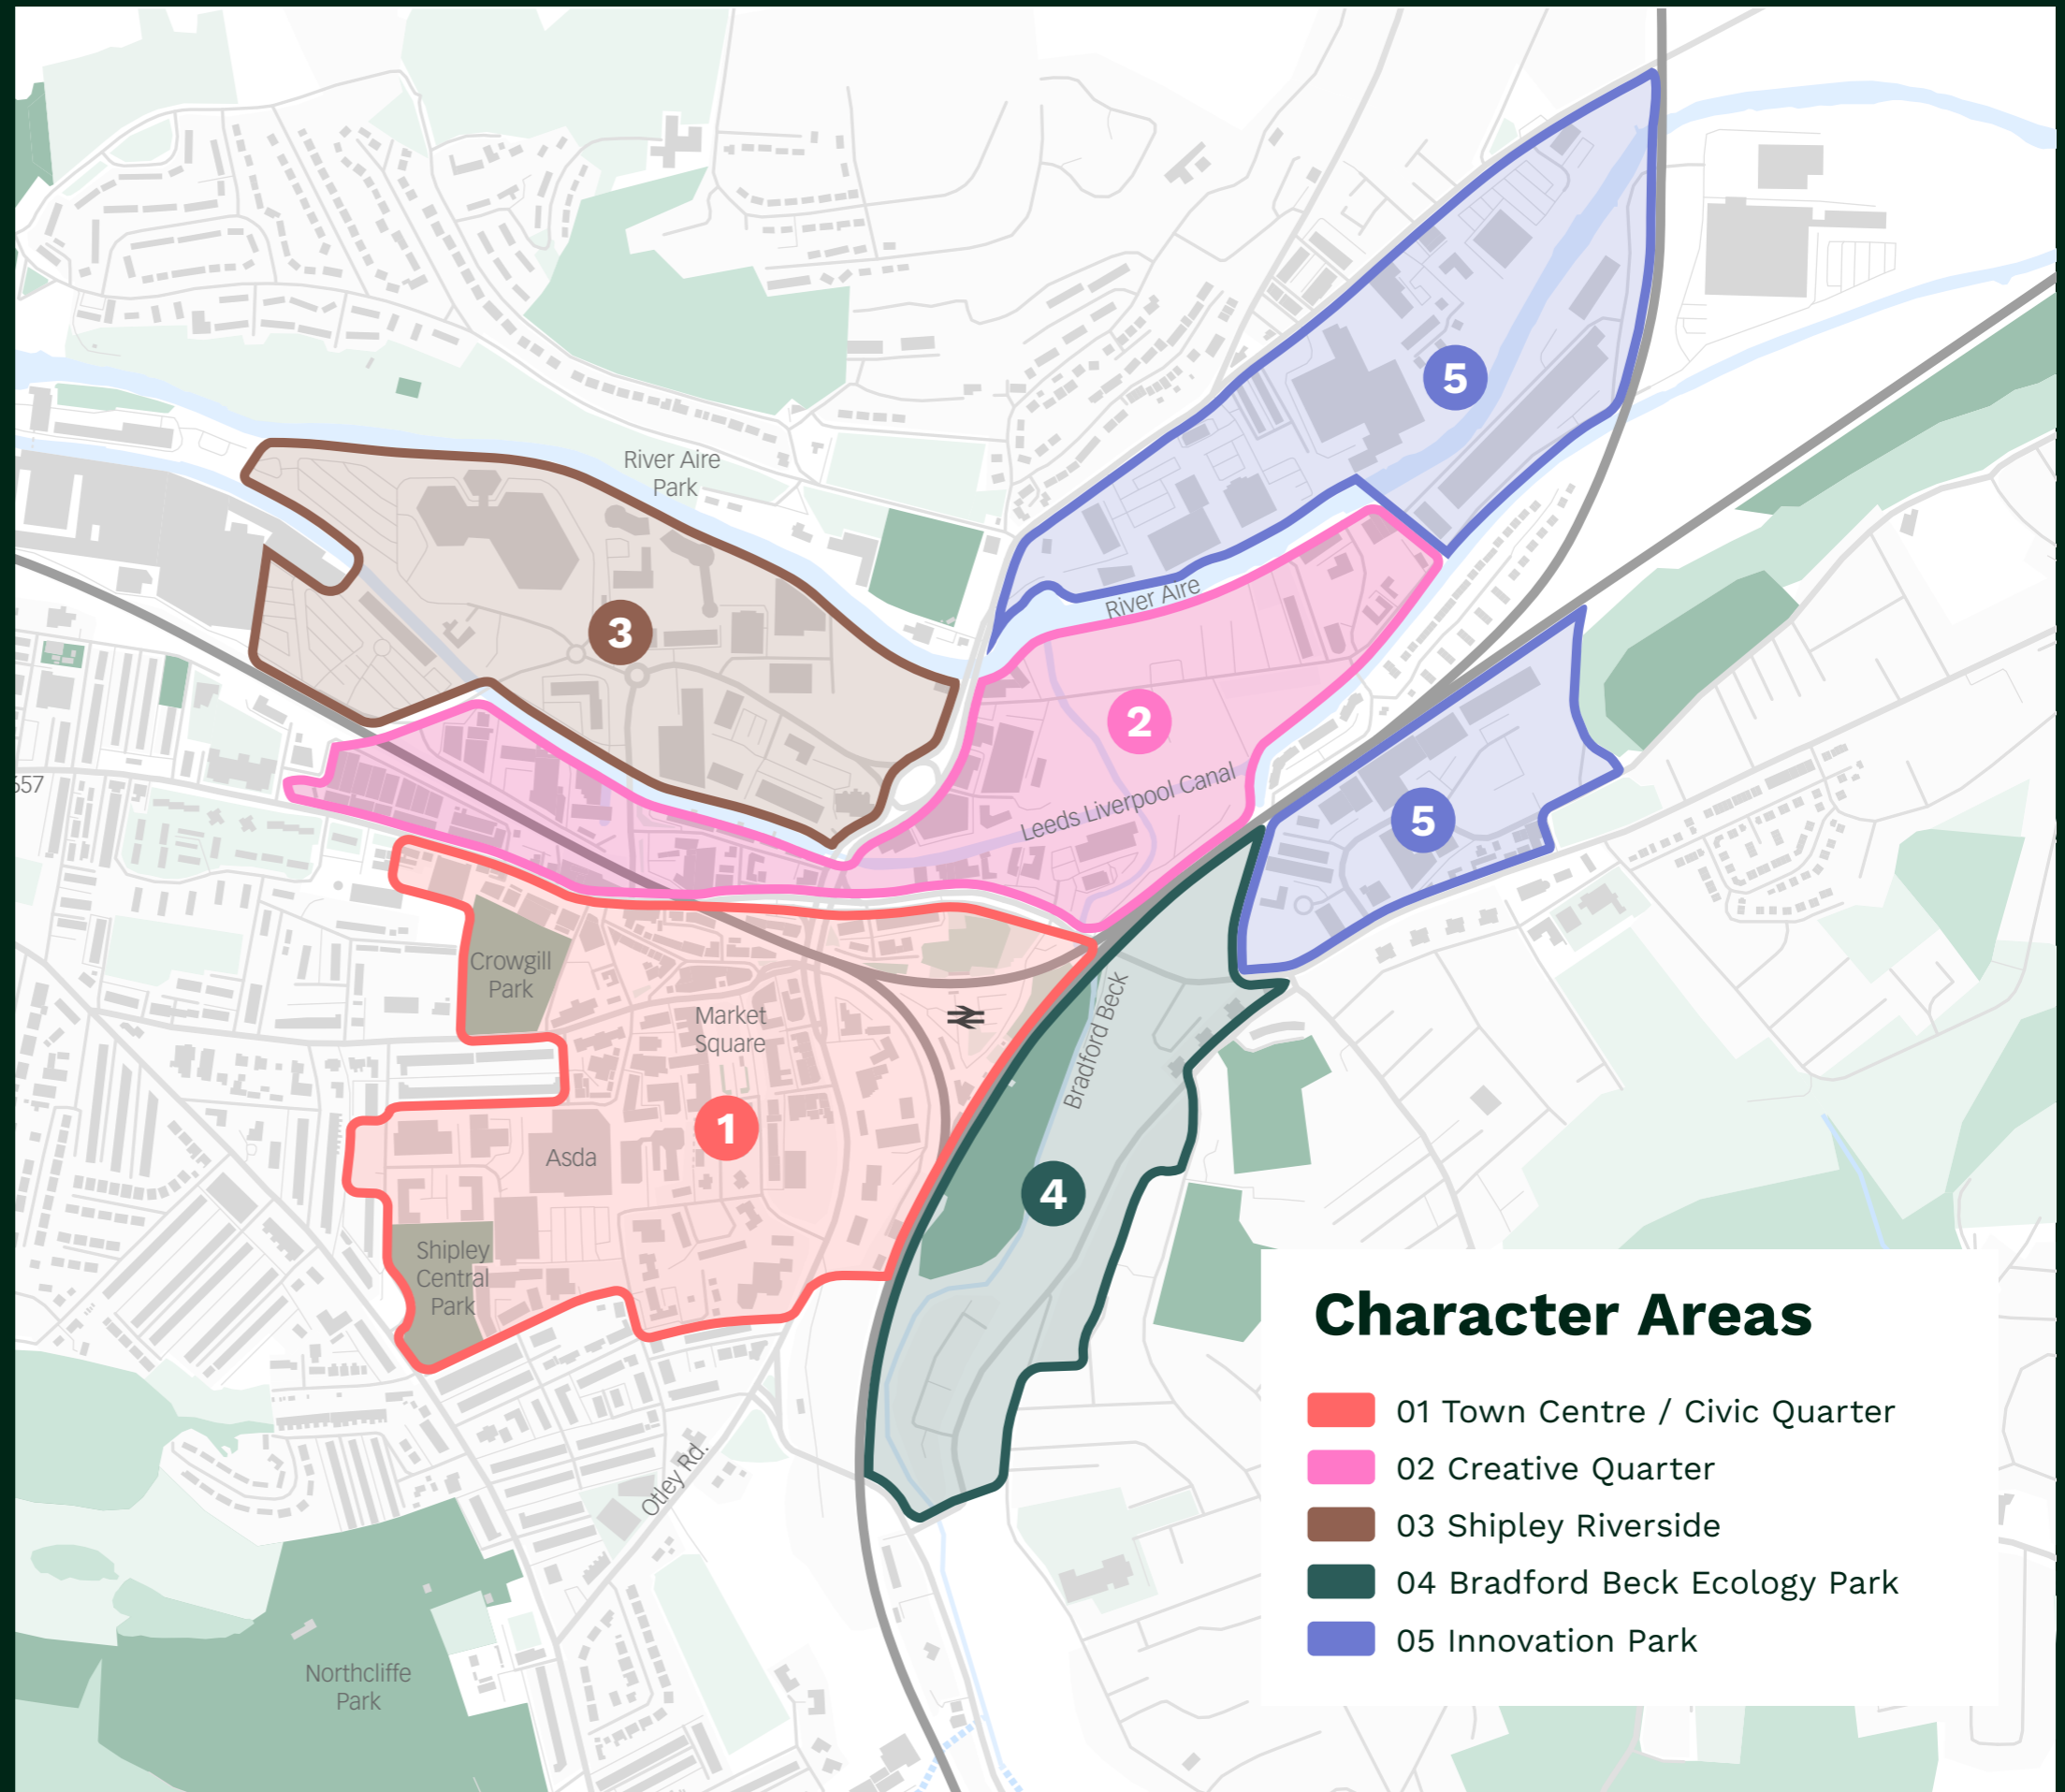 River Aire
Park
5
3
River Aire
2
657
Leeds Liverpool Canal
5
Crowgill
Park
Market
Square
Bradford Beck
1
Asda
4
Shipley
Central
Park
Otley Rd.
Northcliffe
Park
Character Areas
01 Town Centre / Civic Quarter
02 Creative Quarter
03 Shipley Riverside
04 Bradford Beck Ecology Park
05 Innovation Park